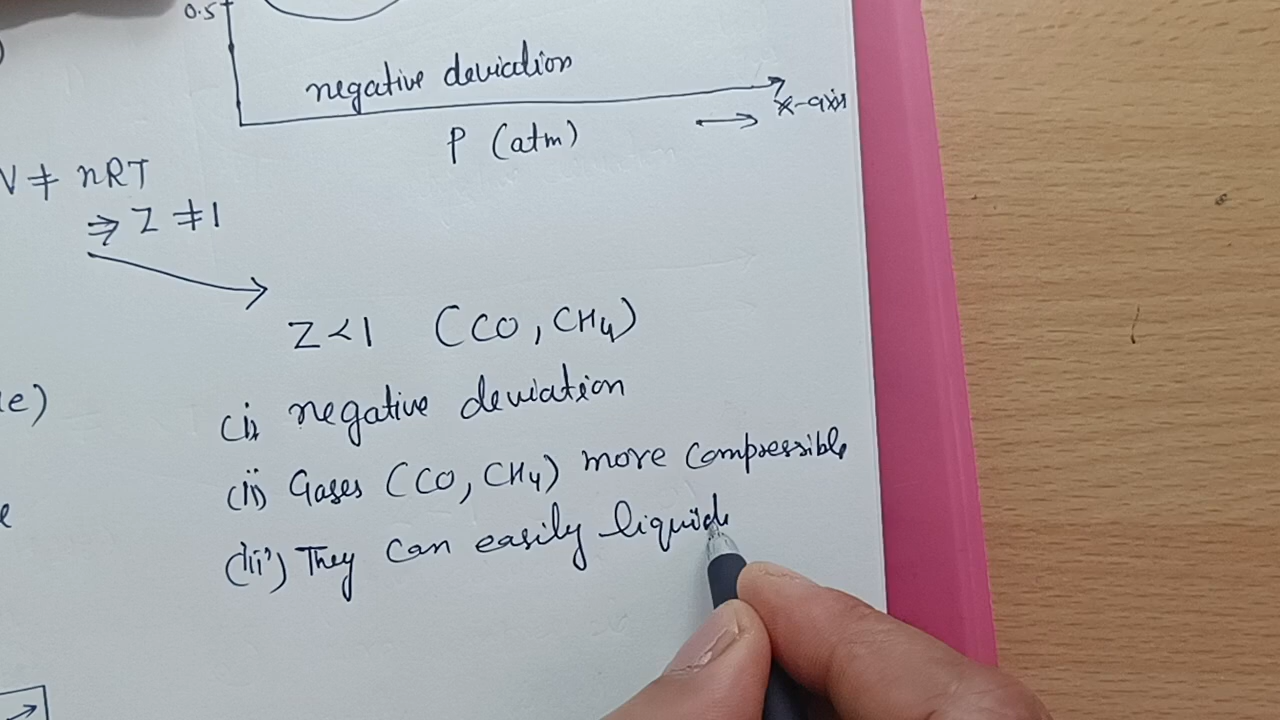 0.5
negative deviation
x-axis
P (atm)
V ≠ nRT
⇒ Z ≠ 1
Z < 1 (CO, CH4)
(i) negative deviation
(ii) Gases (CO, CH4) more compressible
(iii) They can easily liquid